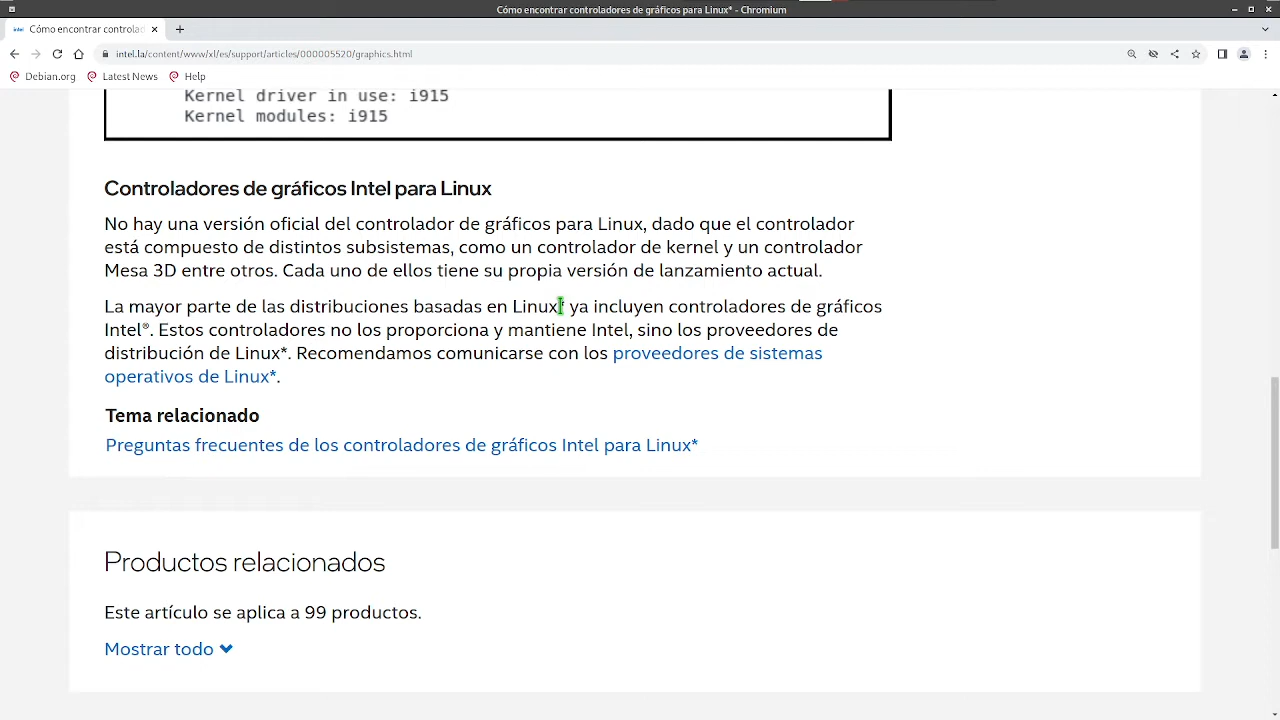 Cómo encontrar controladores de gráficos para Linux* - Chromium
intel Cómo encontrar controlad
intel.la/content/www/xl/es/support/articles/000005520/graphics.html
Debian.org Latest News Help
Kernel driver in use: i915
Kernel modules: i915
Controladores de gráficos Intel para Linux
No hay una versión oficial del controlador de gráficos para Linux, dado que el controlador
está compuesto de distintos subsistemas, como un controlador de kernel y un controlador
Mesa 3D entre otros. Cada uno de ellos tiene su propia versión de lanzamiento actual.
La mayor parte de las distribuciones basadas en Linux* ya incluyen controladores de gráficos
Intel®. Estos controladores no los proporciona y mantiene Intel, sino los proveedores de
distribución de Linux*. Recomendamos comunicarse con los proveedores de sistemas
operativos de Linux*.
Tema relacionado
Preguntas frecuentes de los controladores de gráficos Intel para Linux*
Productos relacionados
Este artículo se aplica a 99 productos.
Mostrar todo